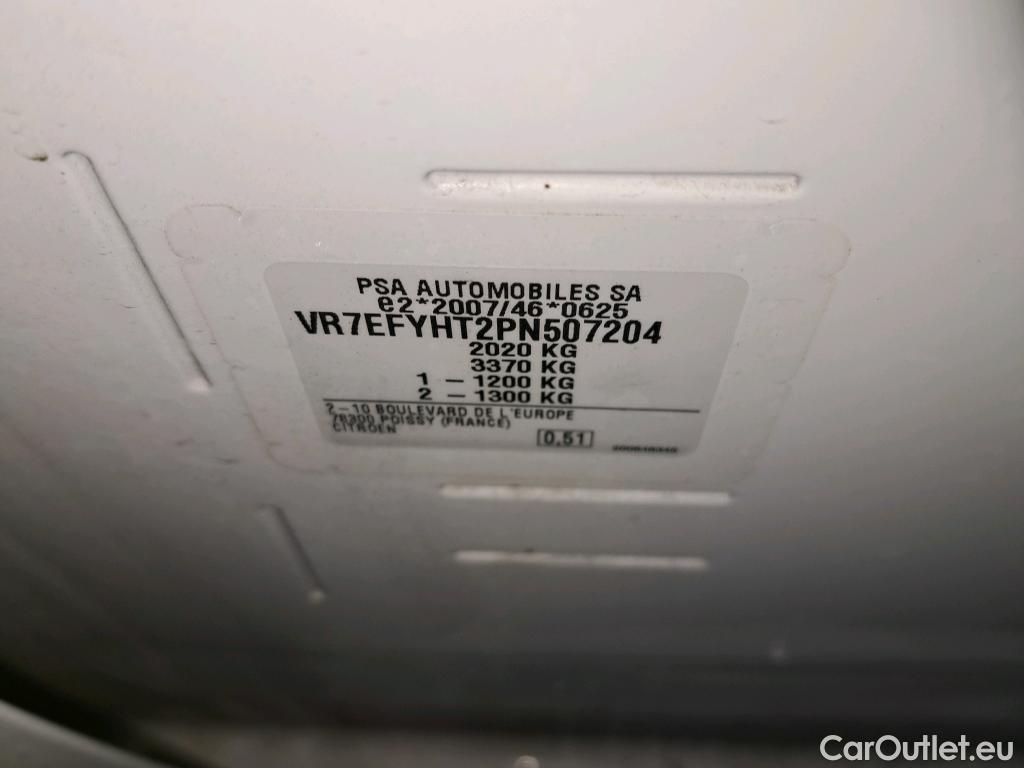 PSA AUTOMOBILES SA
e2*2007/46*0625
VR7EFYHT2PN507204
2020 KG
3370 KG
1 – 1200 KG
2 – 1300 KG
2–10 BOULEVARD DE L'EUROPE
78300 POISSY (FRANCE)
CITROEN
0.51
CarOutlet.eu